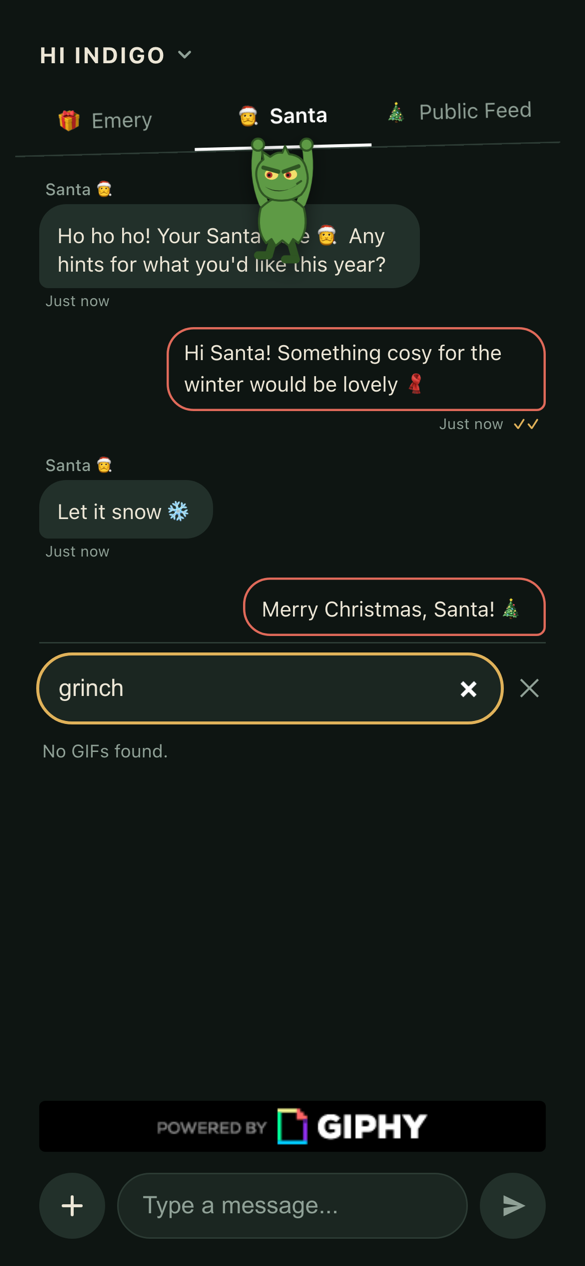 HI INDIGO
🎁 Emery
🎅 Santa
🎄 Public Feed
Santa 🎅
Ho ho ho! Your Santa e 🎅 Any
hints for what you'd like this year?
Just now
Hi Santa! Something cosy for the
winter would be lovely 🧣
Just now ✓✓
Santa 🎅
Let it snow ❄️
Just now
Merry Christmas, Santa! 🎄
grinch
No GIFs found.
POWERED BY GIPHY
Type a message...